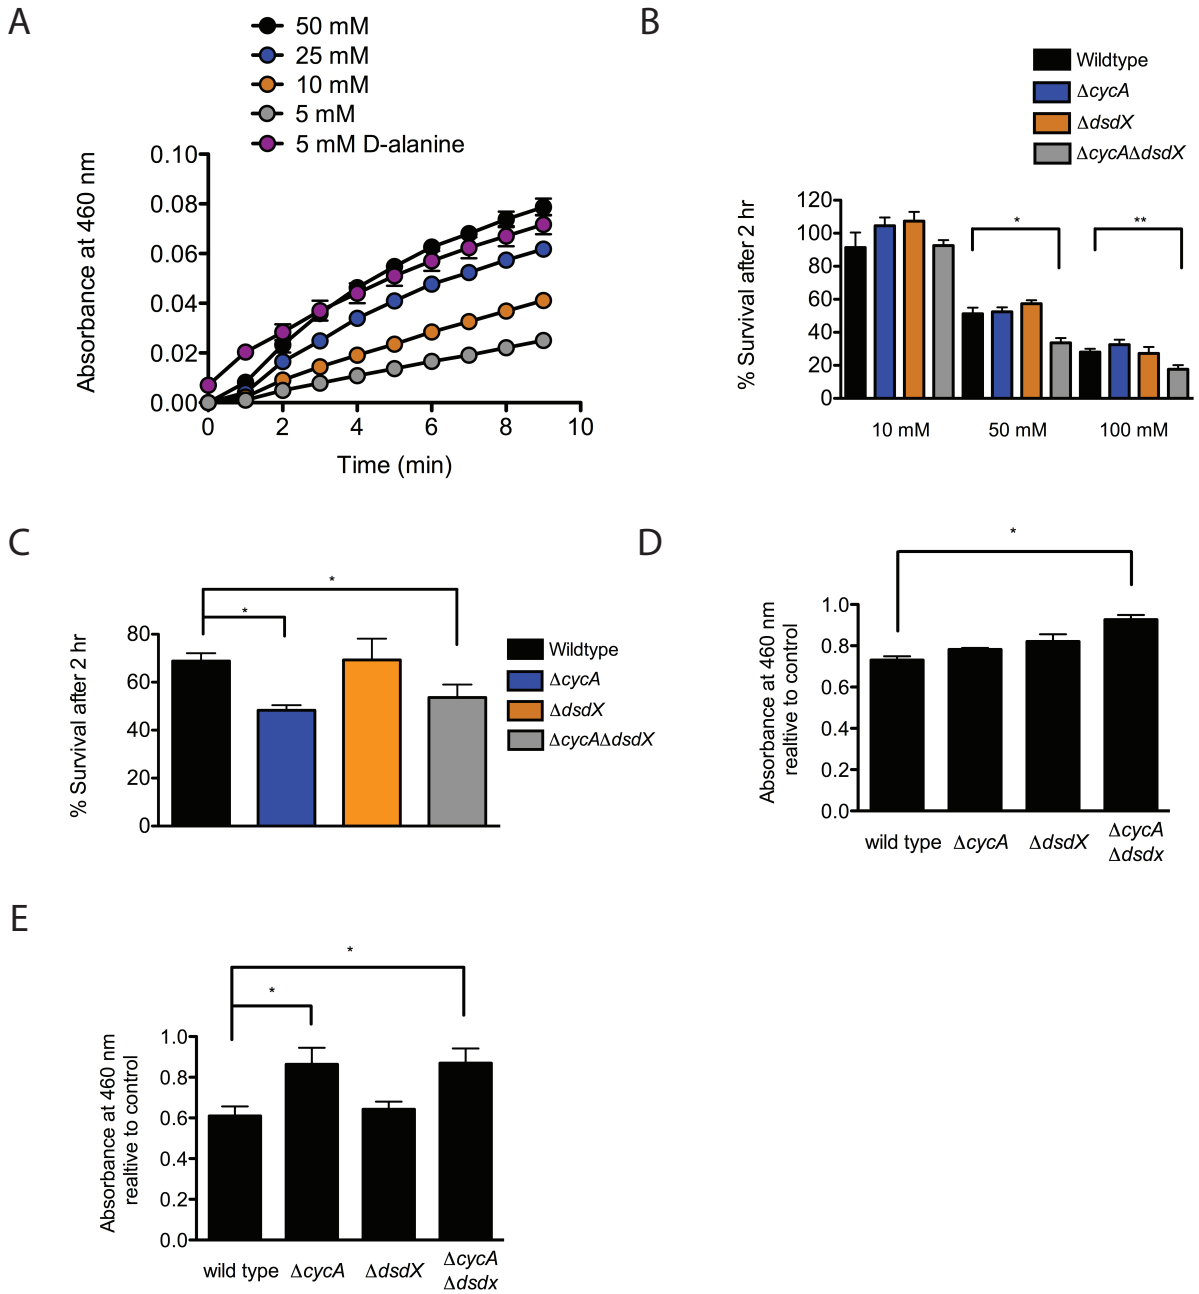 A
50 mM
25 mM
10 mM
5 mM
5 mM D-alanine
Absorbance at 460 nm
0.10
0.08
0.06
0.04
0.02
0.00
0 2 4 6 8 10
Time (min)
B
Wildtype
ΔcycA
ΔdsdX
ΔcycAΔdsdX
% Survival after 2 hr
120
100
80
60
40
20
0
*
**
10 mM 50 mM 100 mM
C
% Survival after 2 hr
80
60
40
20
0
*
*
Wildtype
ΔcycA
ΔdsdX
ΔcycAΔdsdX
D
Absorbance at 460 nm
realtive to control
1.0
0.8
0.6
0.4
0.2
0.0
*
wild type ΔcycA ΔdsdX ΔcycA
Δdsdx
E
Absorbance at 460 nm
realtive to control
1.0
0.8
0.6
0.4
0.2
0.0
*
*
wild type ΔcycA ΔdsdX ΔcycA
Δdsdx